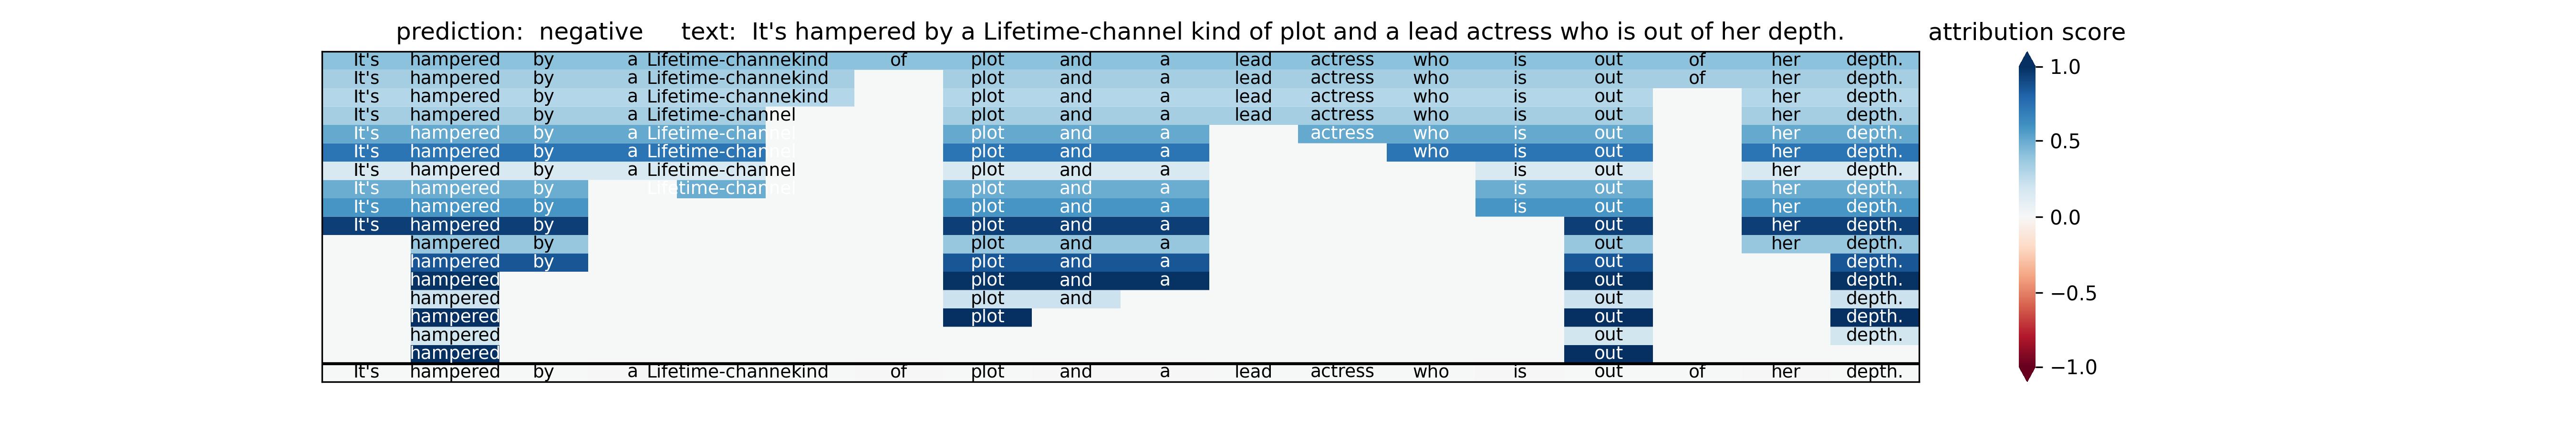 prediction: negative text: It's hampered by a Lifetime-channel kind of plot and a lead actress who is out of her depth. attribution score
It's hampered by a Lifetime-channekind of plot and a lead actress who is out of her depth. 1.0
It's hampered by a Lifetime-channekind plot and a lead actress who is out of her depth.
It's hampered by a Lifetime-channekind plot and a lead actress who is out her depth.
It's hampered by a Lifetime-channel plot and a lead actress who is out her depth.
It's hampered by a Lifetime-channel plot and a actress who is out her depth. 0.5
It's hampered by a Lifetime-channel plot and a who is out her depth.
It's hampered by a Lifetime-channel plot and a is out her depth.
It's hampered by Lifetime-channel plot and a is out her depth.
It's hampered by plot and a is out her depth.
It's hampered by plot and a out her depth. 0.0
hampered by plot and a out her depth.
hampered by plot and a out depth.
hampered plot and a out depth.
hampered plot and out depth. −0.5
hampered plot out depth.
hampered out depth.
hampered out
It's hampered by a Lifetime-channekind of plot and a lead actress who is out of her depth. −1.0